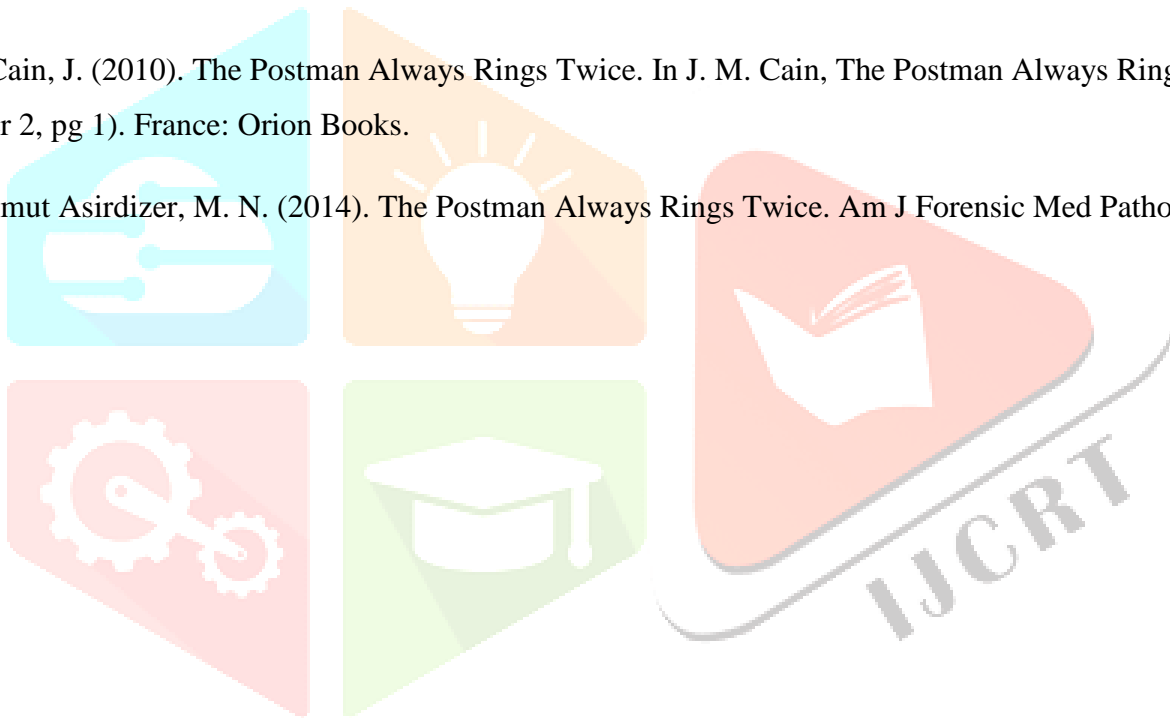 Cain, J. (2010). The Postman Always Rings Twice. In J. M. Cain, The Postman Always Ring
r 2, pg 1). France: Orion Books.
mut Asirdizer, M. N. (2014). The Postman Always Rings Twice. Am J Forensic Med Patho
IJCRT